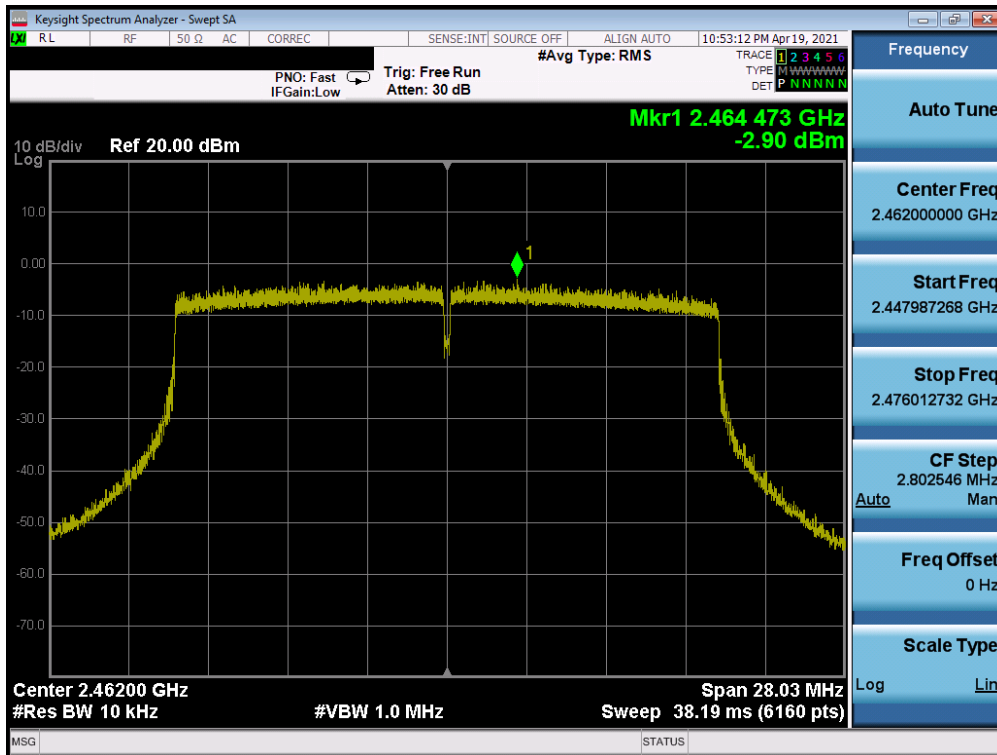 Keysight Spectrum Analyzer - Swept SA
LXI RL RF 50 Ω AC CORREC SENSE:INT SOURCE OFF ALIGN AUTO 10:53:12 PM Apr 19, 2021
#Avg Type: RMS TRACE 1 2 3 4 5 6
PNO: Fast Trig: Free Run TYPE M WWWWW
IFGain:Low Atten: 30 dB DET P N N N N N
Mkr1 2.464 473 GHz
-2.90 dBm
10 dB/div Ref 20.00 dBm
Log
10.0
1
0.00
-10.0
-20.0
-30.0
-40.0
-50.0
-60.0
-70.0
Center 2.46200 GHz Span 28.03 MHz
#Res BW 10 kHz #VBW 1.0 MHz Sweep 38.19 ms (6160 pts)
MSG STATUS
Frequency
Auto Tune
Center Freq
2.462000000 GHz
Start Freq
2.447987268 GHz
Stop Freq
2.476012732 GHz
CF Step
2.802546 MHz
Auto Man
Freq Offset
0 Hz
Scale Type
Log Lin